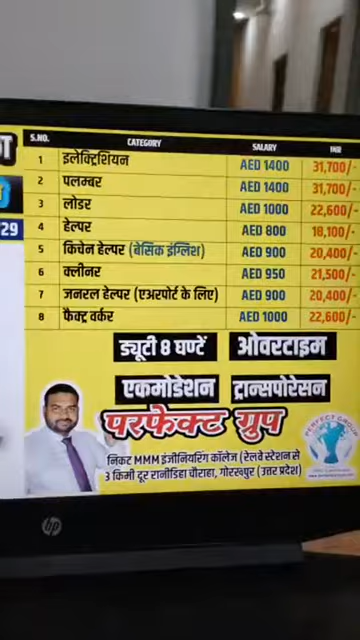 29
S.NO. CATEGORY SALARY INR
1 इलेक्ट्रिशियन AED 1400 31,700/-
2 पलम्बर AED 1400 31,700/-
3 लोडर AED 1000 22,600/-
4 हेल्पर AED 800 18,100/-
5 किचेन हेल्पर (बेसिक इंग्लिश) AED 900 20,400/-
6 क्लीनर AED 950 21,500/-
7 जनरल हेल्पर (एअरपोर्ट के लिए) AED 900 20,400/-
8 फैक्ट्र वर्कर AED 1000 22,600/-
ड्यूटी 8 घण्टें ओवरटाइम
एकमोडेशन ट्रान्सपोरेसन
परफेक्ट ग्रुप
निकट MMM इंजीनियरिंग कॉलेज (रेलवे स्टेशन से
3 किमी दूर रानीडिहा चौराहा, गोरखपुर (उत्तर प्रदेश)
PERFECT GROUP
hp